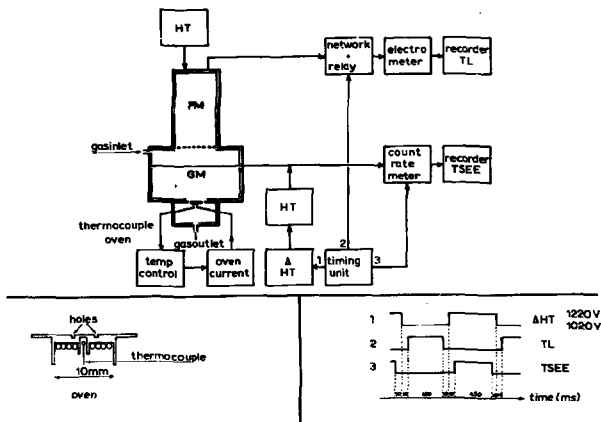 HT
network
+
relay
electro
meter
recorder
TL
PM
gasinlet
GM
count
rate
meter
recorder
TSEE
HT
thermocouple
oven
gasoutlet
temp
control
oven
current
Δ
HT
1
2
timing
unit
3
holes
thermocouple
10mm
oven
1
ΔHT
1220V
1020V
2
TL
3
TSEE
450
time (ms)